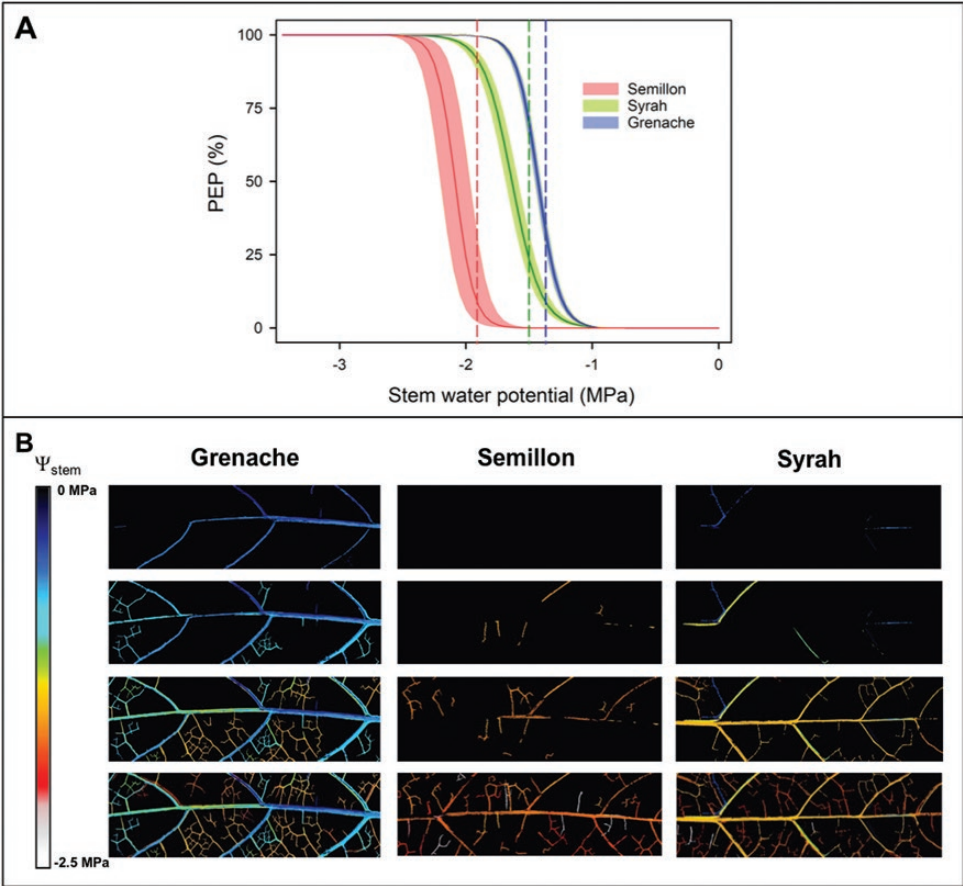 A
100
75
50
25
0
PEP (%)
Semillon
Syrah
Grenache
-3
-2
-1
0
Stem water potential (MPa)
B
Ψstem
0 MPa
-2.5 MPa
Grenache
Semillon
Syrah